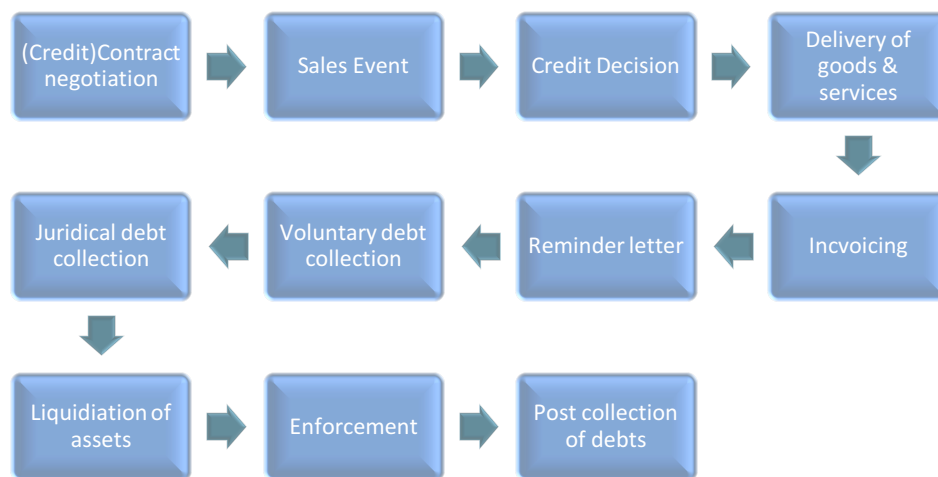 (Credit)Contract
negotiation
Sales Event
Credit Decision
Delivery of
goods &
services
Incvoicing
Reminder letter
Voluntary debt
collection
Juridical debt
collection
Liquidiation of
assets
Enforcement
Post collection
of debts